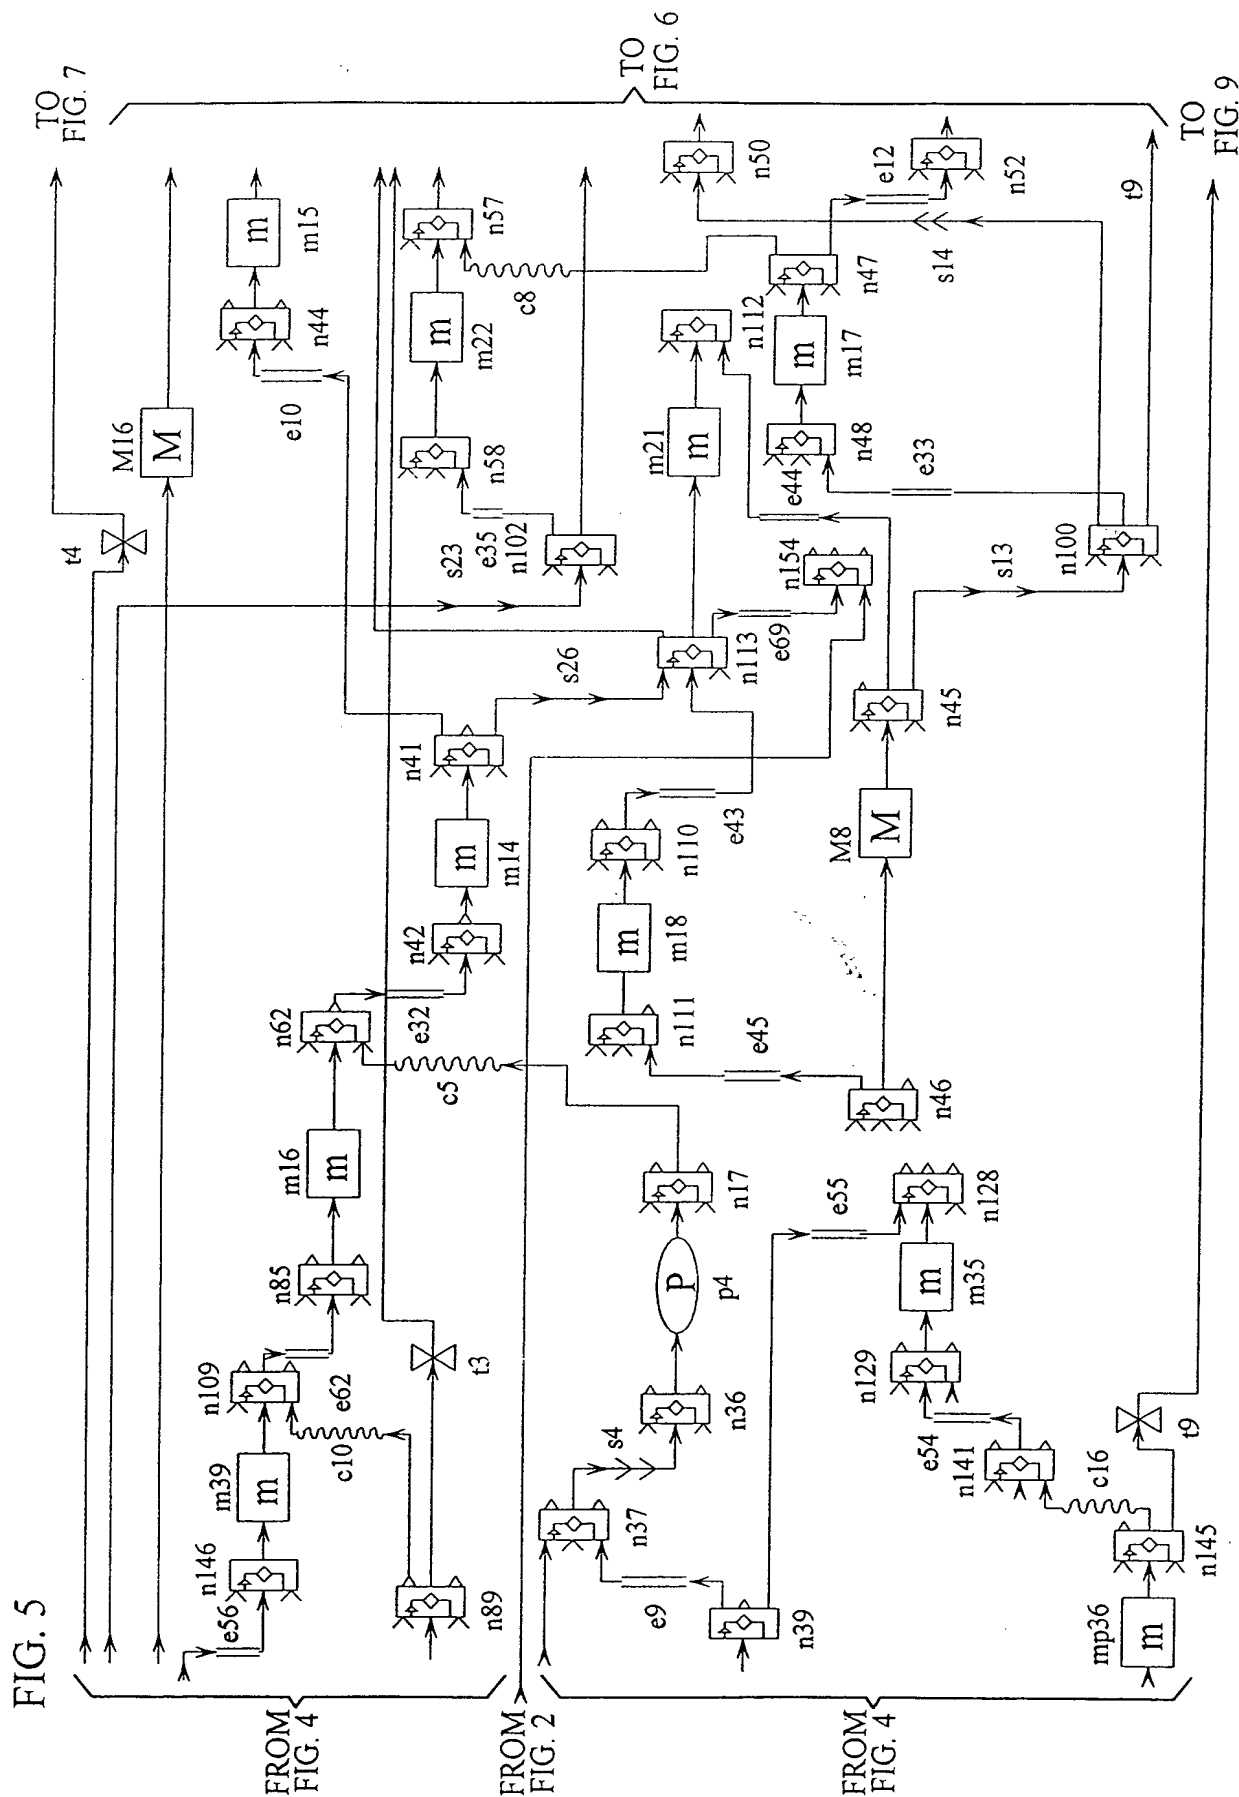 FIG. 5
TO
FIG. 7
TO
FIG. 6
TO
FIG. 9
FROM
FIG. 4
FROM
FIG. 2
FROM
FIG. 4
t4
M16
M
e10
n44
m
m15
e56
n146
m
m39
n109
c10
e62
n85
m
m16
n62
c5
e32
n42
m
m14
n41
s26
s23
e35
n102
n58
m
m22
n57
c8
n89
t3
n37
e9
n39
s4
n36
P
p4
n17
e55
n111
e45
m
m18
n110
e43
n113
e69
m
m21
n112
e44
n154
n46
M8
M
n45
s13
n100
n48
e33
m
m17
n47
s14
n50
e12
n52
t9
mp36
m
n145
c16
n141
e54
n129
m
m35
n128
t9